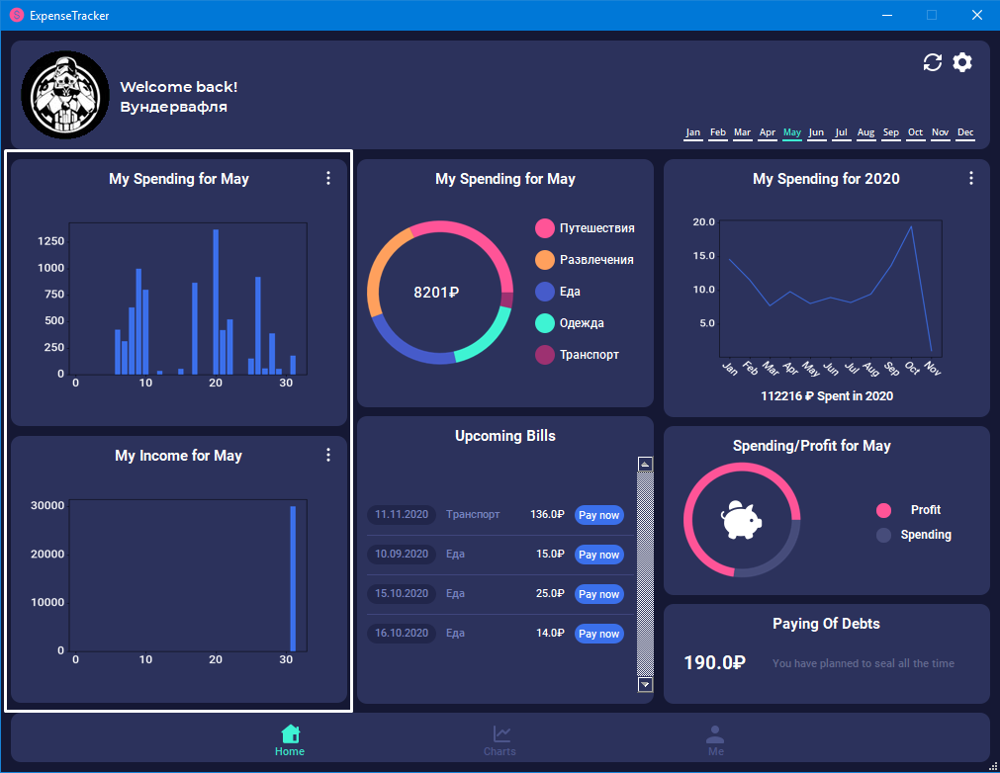 ExpenseTracker
Welcome back!
Вундервафля
Jan Feb Mar Apr May Jun Jul Aug Sep Oct Nov Dec
My Spending for May
1250
1000
750
500
250
0
0 10 20 30
My Income for May
30000
20000
10000
0
0 10 20 30
My Spending for May
8201₽
Путешествия
Развлечения
Еда
Одежда
Транспорт
Upcoming Bills
11.11.2020 Транспорт 136.0₽ Pay now
10.09.2020 Еда 15.0₽ Pay now
15.10.2020 Еда 25.0₽ Pay now
16.10.2020 Еда 14.0₽ Pay now
My Spending for 2020
20.0
15.0
10.0
5.0
Jan Feb Mar Apr May Jun Jul Aug Sep Oct Nov
112216 ₽ Spent in 2020
Spending/Profit for May
Profit
Spending
Paying Of Debts
190.0₽ You have planned to seal all the time
Home Charts Me